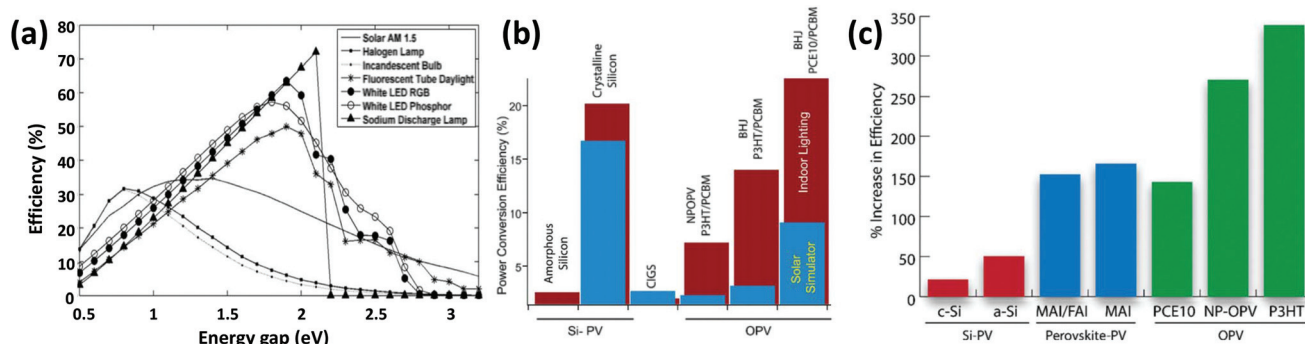 (a)
80
70
60
50
40
30
20
10
0
Efficiency (%)
0.5
1
1.5
2
2.5
3
Energy gap (eV)
Solar AM 1.5
Halogen Lamp
Incandescent Bulb
Fluorescent Tube Daylight
White LED RGB
White LED Phosphor
Sodium Discharge Lamp
(b)
20
15
10
5
Power Conversion Efficiency (%)
Amorphous
Silicon
Crystalline
Silicon
CIGS
NPOPV
P3HT/PCBM
BHJ
P3HT/PCBM
BHJ
PCE10/PCBM
Indoor Lighting
Solar
Simulator
Si- PV
OPV
(c)
350
300
250
200
150
100
50
0
% Increase in Efficiency
c-Si
a-Si
MAI/FAI
MAI
PCE10
NP-OPV
P3HT
Si-PV
Perovskite-PV
OPV